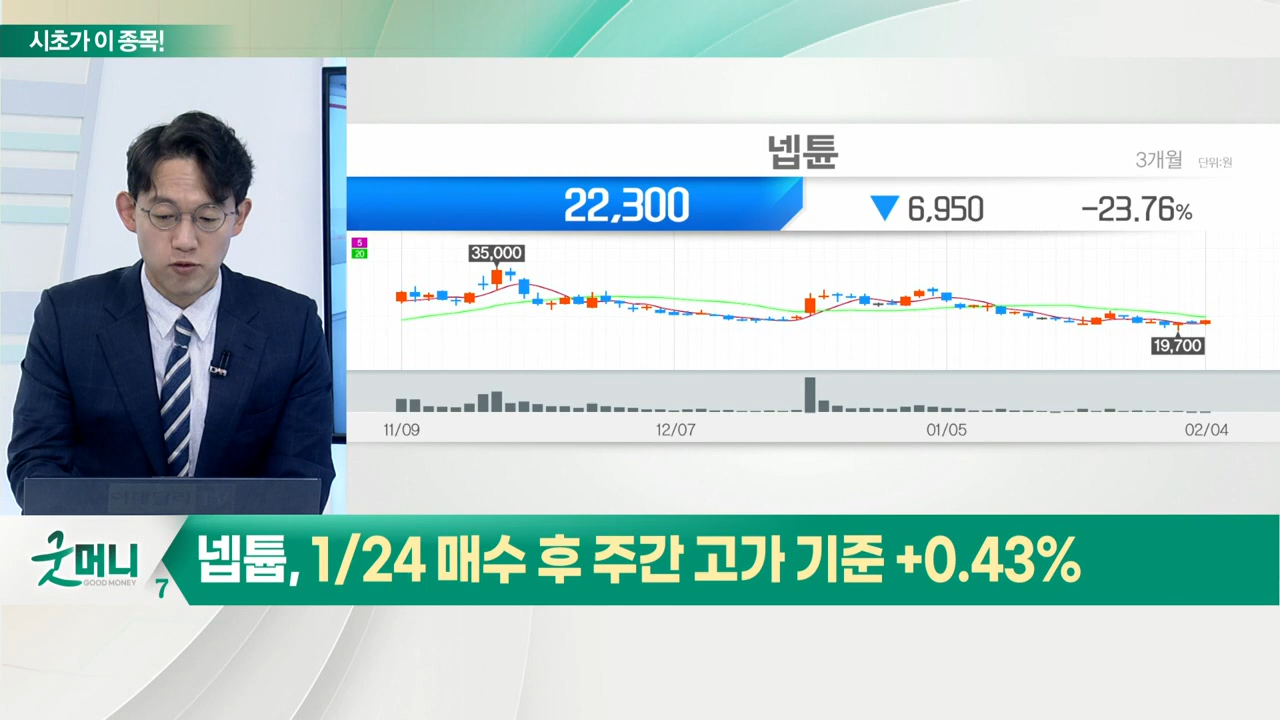 시초가 이 종목!
넵튠
3개월 단위:원
22,300 ▼ 6,950 -23.76%
5
20
35,000
19,700
11/09 12/07 01/05 02/04
굿머니
GOOD MONEY
7
넵튭, 1/24 매수 후 주간 고가 기준 +0.43%